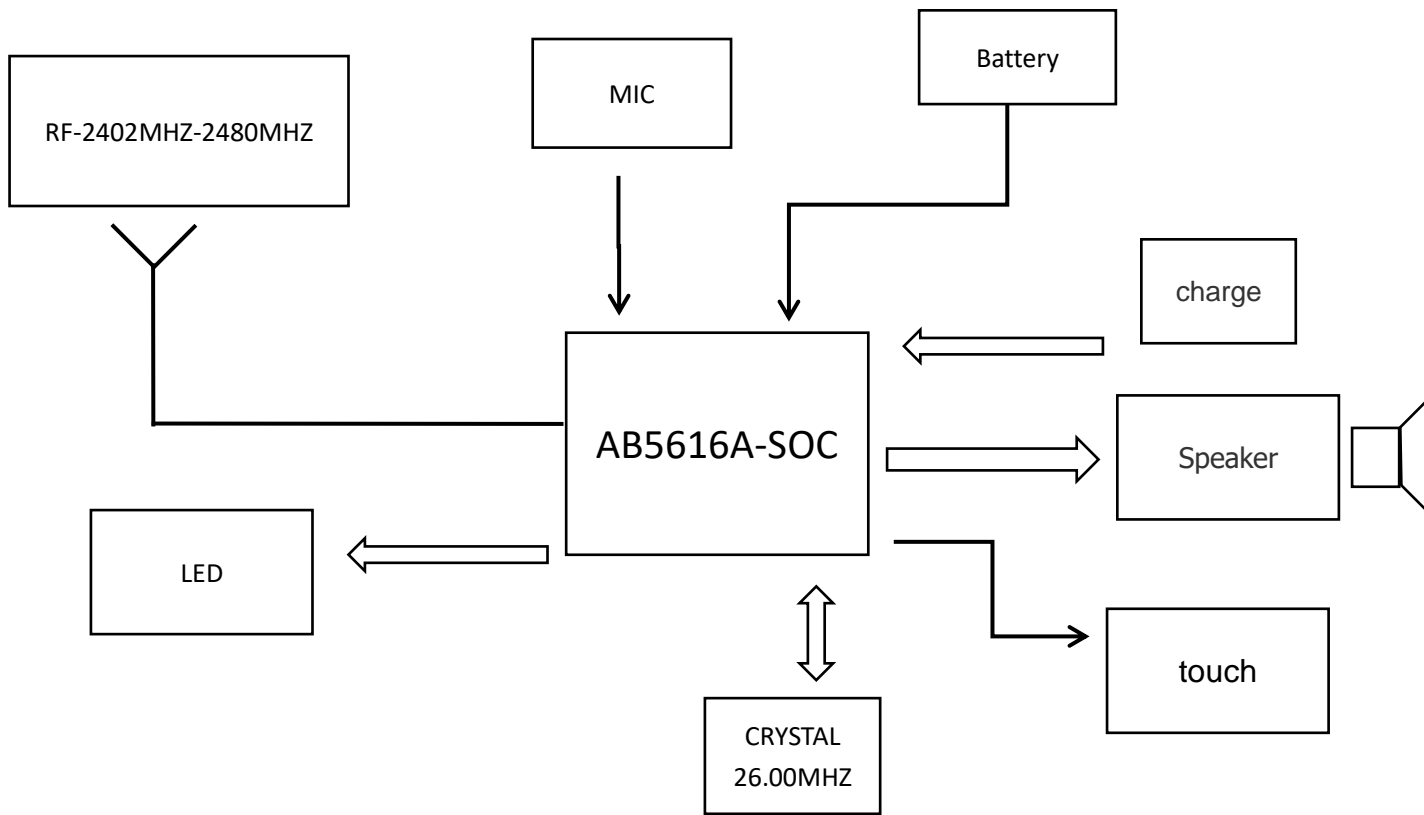 Battery
MIC
RF-2402MHZ-2480MHZ
charge
AB5616A-SOC
Speaker
LED
touch
CRYSTAL
26.00MHZ